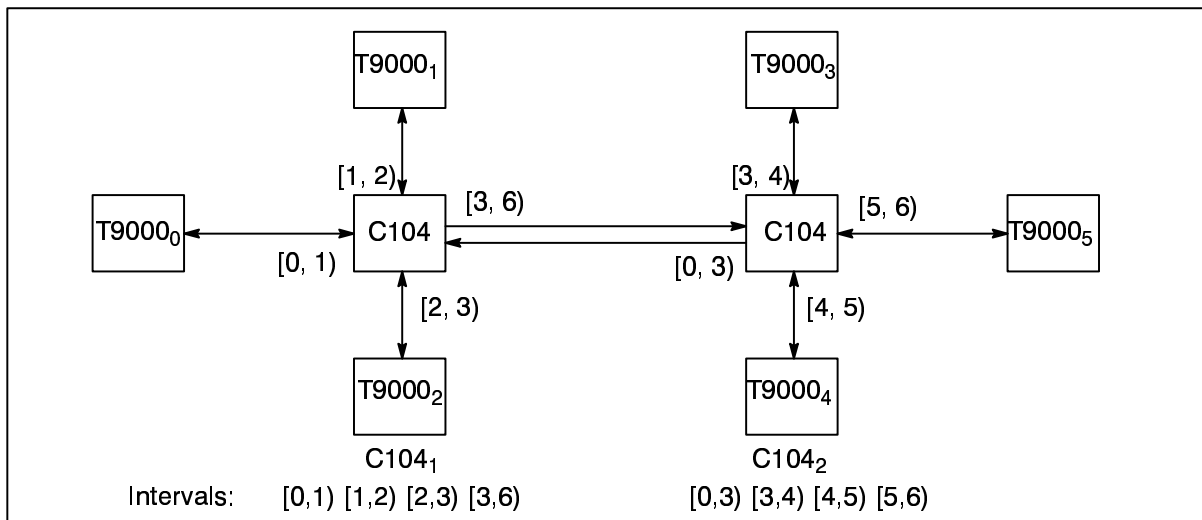 T9000₁
T9000₃
[1, 2)
[3, 4)
[3, 6)
[5, 6)
T9000₀
C104
C104
T9000₅
[0, 1)
[0, 3)
[2, 3)
[4, 5)
T9000₂
T9000₄
C104₁
C104₂
Intervals: [0,1) [1,2) [2,3) [3,6) [0,3) [3,4) [4,5) [5,6)